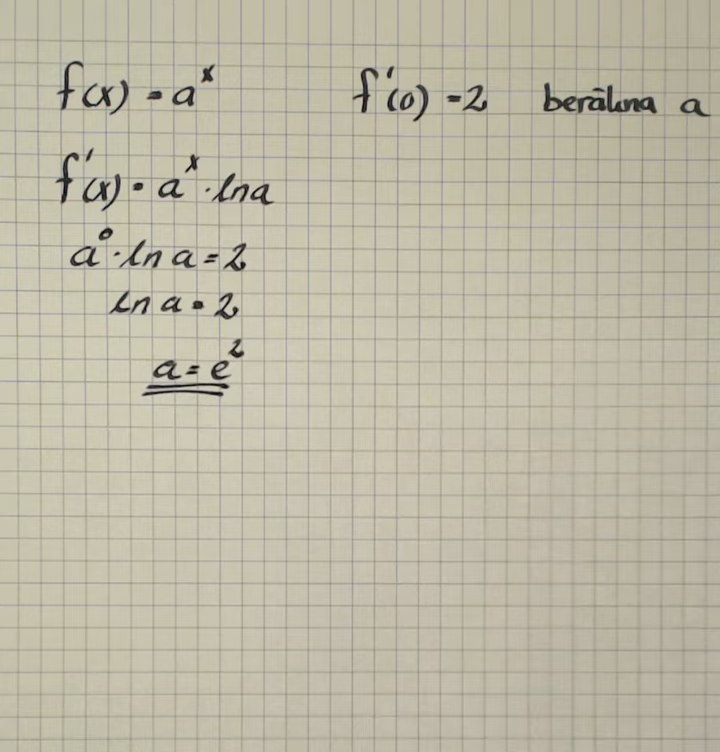 f(x) = a^x f'(0) = 2 beräkna a
f'(x) = a^x · ln a
a^0 · ln a = 2
ln a = 2
a = e^2